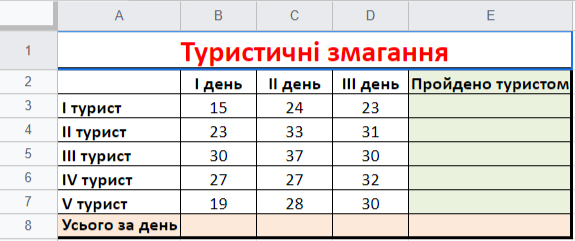 A B C D E
1 Туристичні змагання
2 І день ІІ день ІІІ день Пройдено туристом
3 І турист 15 24 23
4 ІІ турист 23 33 31
5 ІІІ турист 30 37 30
6 IV турист 27 27 32
7 V турист 19 28 30
8 Усього за день